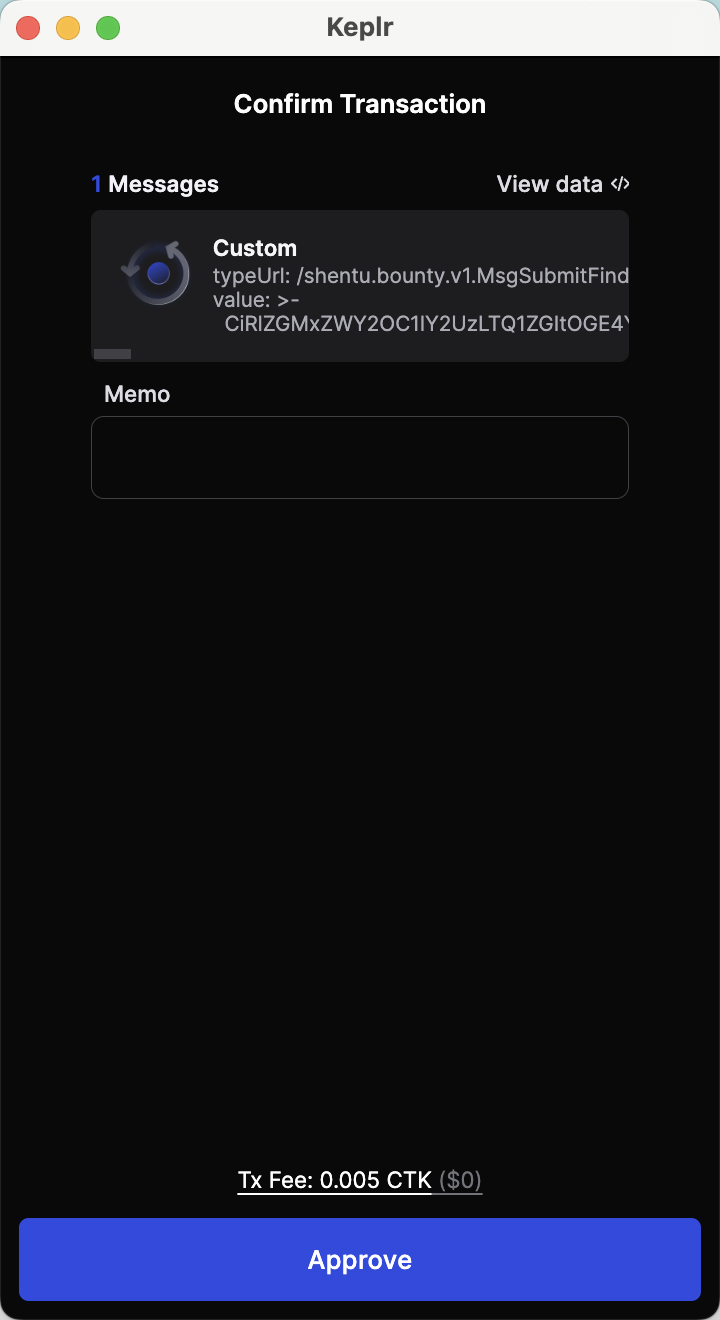 Keplr
Confirm Transaction
1 Messages
View data </>
Custom
typeUrl: /shentu.bounty.v1.MsgSubmitFind
value: >-
CiRlZGMxZWY2OC1lY2UzLTQ1ZGItOGE4Y
Memo
Tx Fee: 0.005 CTK ($0)
Approve